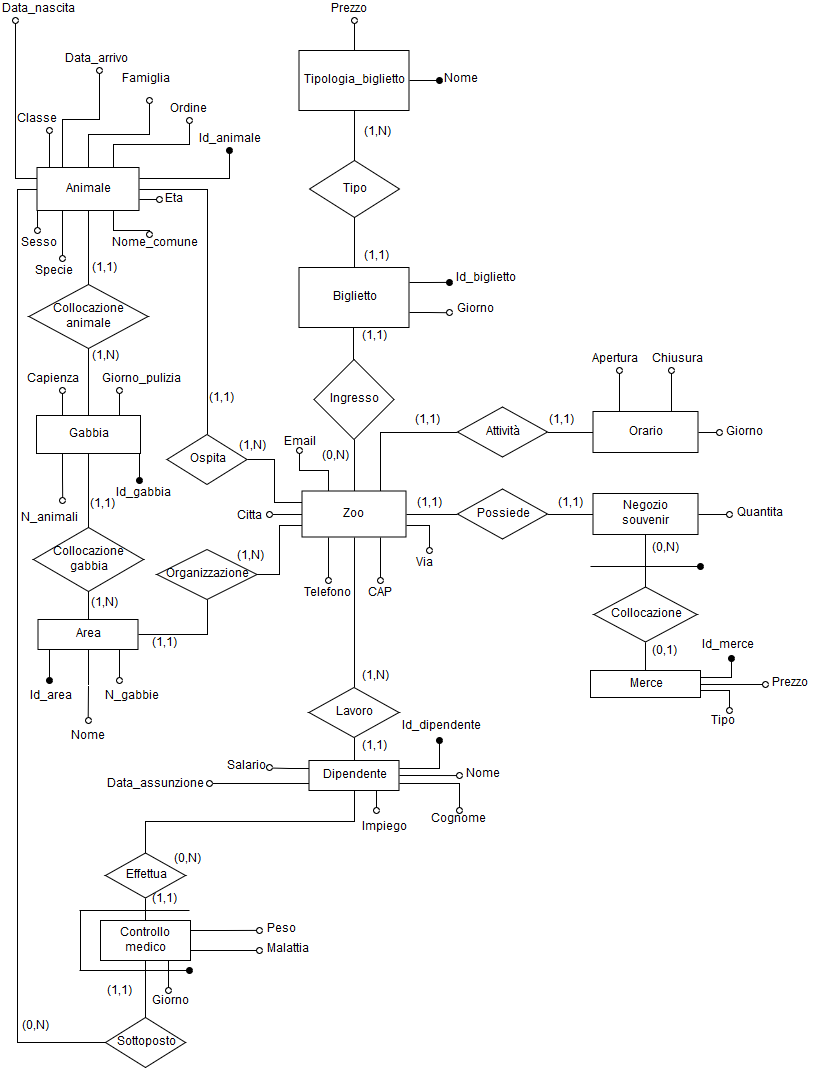 Data_nascita
Prezzo
Data_arrivo
Famiglia
Tipologia_biglietto
Nome
Classe
Ordine
(1,N)
Id_animale
Animale
Tipo
Eta
Sesso
Nome_comune
Specie
(1,1)
(1,1)
Id_biglietto
Biglietto
Giorno
Collocazione
animale
(1,1)
(1,N)
Apertura
Chiusura
Capienza
Giorno_pulizia
(1,1)
Ingresso
(1,1)
Attività
(1,1)
Orario
Giorno
Gabbia
Email
(1,N)
Ospita
(0,N)
Id_gabbia
N_animali
(1,1)
Citta
Zoo
(1,1)
Possiede
(1,1)
Negozio
souvenir
Quantita
Collocazione
gabbia
(1,N)
Via
(0,N)
Organizzazione
Telefono
CAP
(1,N)
Collocazione
Area
(1,1)
Id_merce
(0,1)
Merce
Prezzo
Id_area
N_gabbie
(1,N)
Tipo
Nome
Lavoro
Id_dipendente
(1,1)
Salario
Dipendente
Nome
Data_assunzione
Impiego
Cognome
(0,N)
Effettua
(1,1)
Controllo
medico
Peso
Malattia
(1,1)
Giorno
(0,N)
Sottoposto